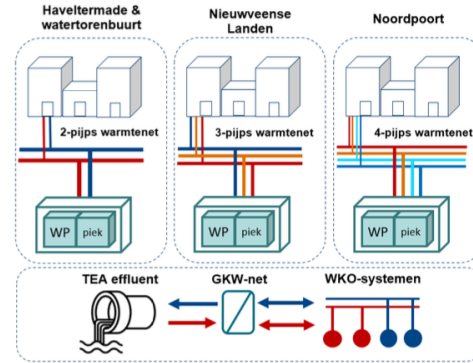 Haveltermade &
watertorenbuurt
Nieuwveense
Landen
Noordpoort
2-pijps warmtenet
3-pijps warmtenet
4-pijps warmtenet
WP piek
WP piek
WP piek
TEA effluent
GKW-net
WKO-systemen